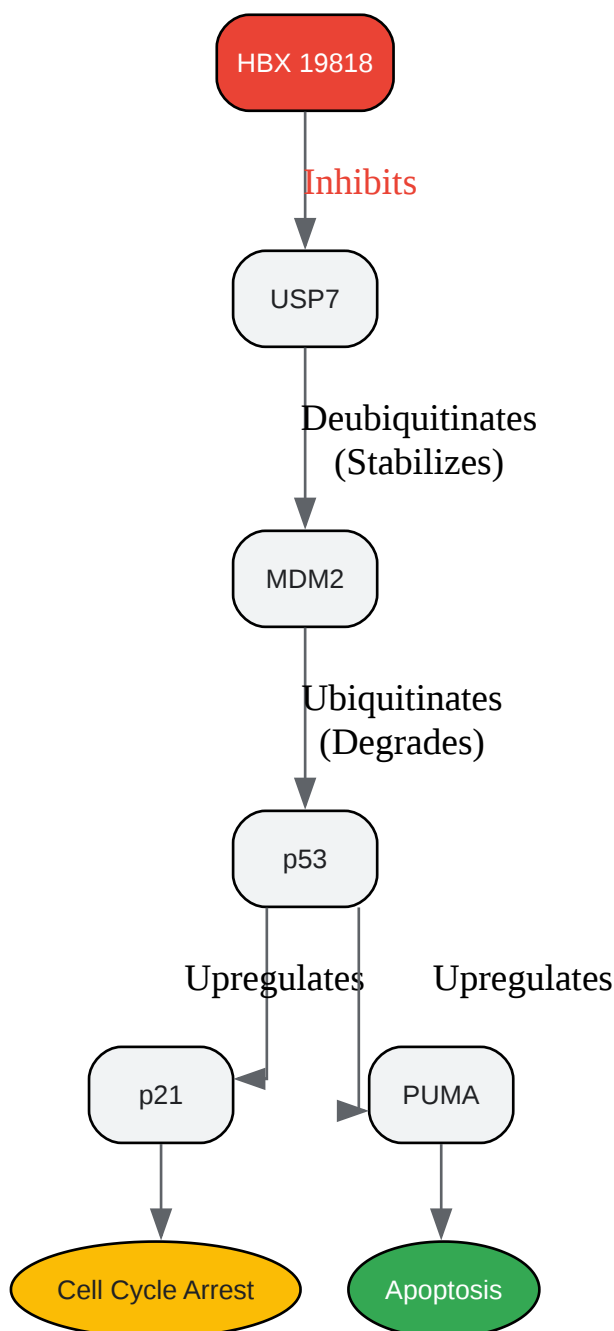 HBX 19818
Inhibits
USP7
Deubiquitinates
(Stabilizes)
MDM2
Ubiquitinates
(Degrades)
p53
Upregulates
Upregulates
p21
PUMA
Cell Cycle Arrest
Apoptosis